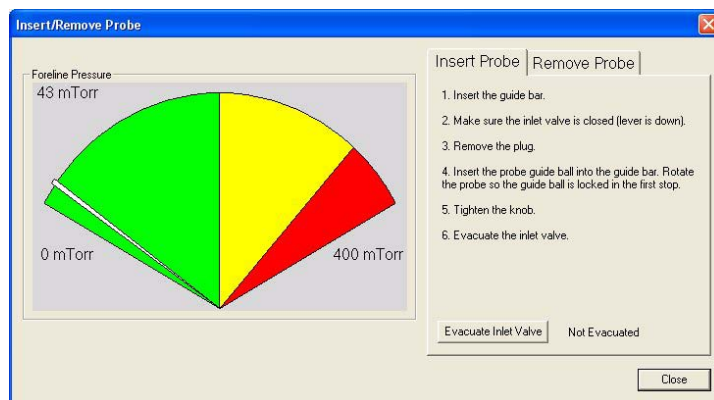 Insert/Remove Probe
Foreline Pressure
43 mTorr
0 mTorr
400 mTorr
Insert Probe
Remove Probe
1. Insert the guide bar.
2. Make sure the inlet valve is closed (lever is down).
3. Remove the plug.
4. Insert the probe guide ball into the guide bar. Rotate
the probe so the guide ball is locked in the first stop.
5. Tighten the knob.
6. Evacuate the inlet valve.
Evacuate Inlet Valve
Not Evacuated
Close